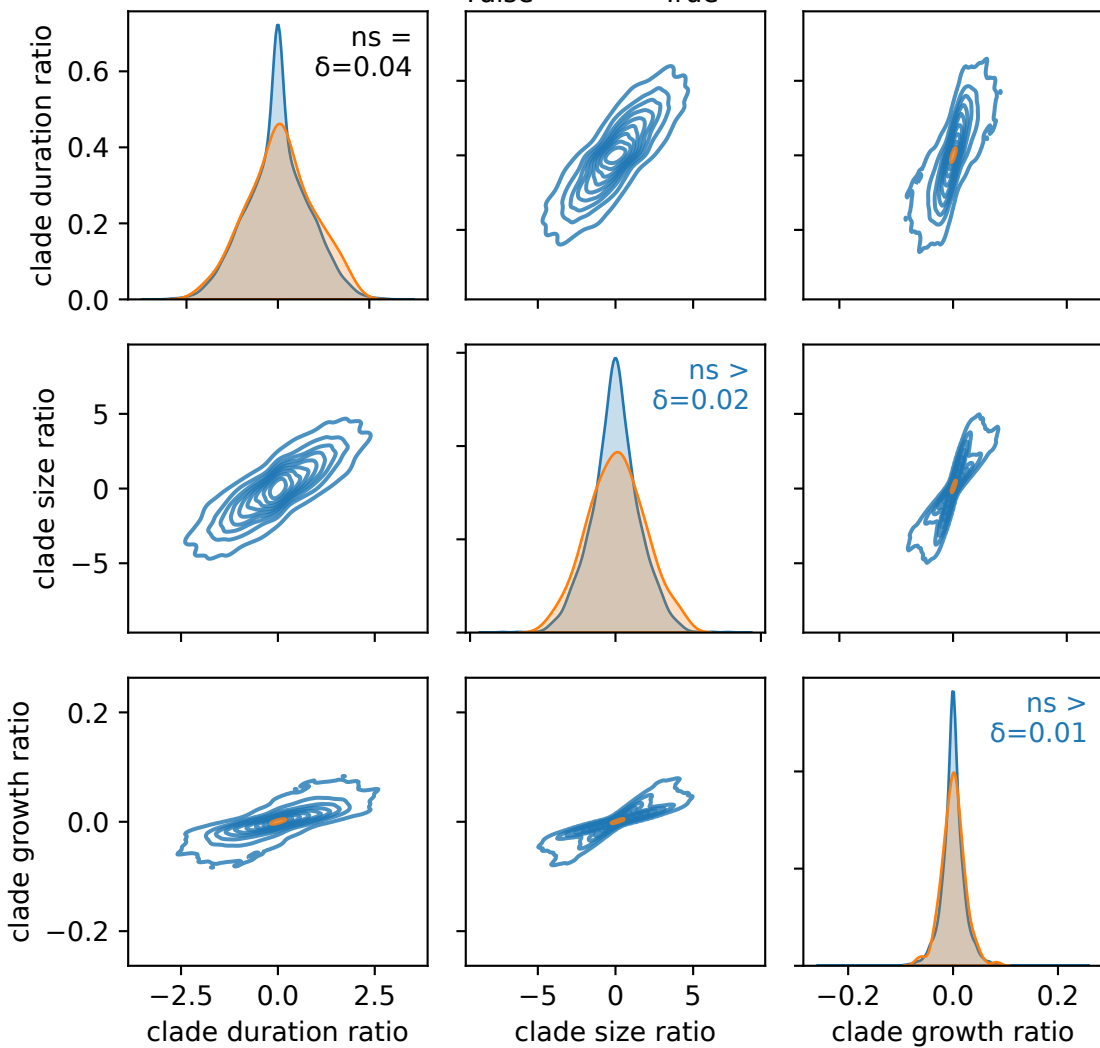 clade duration ratio
0.6
0.4
0.2
0.0
ns =
δ=0.04
clade size ratio
5
0
−5
ns >
δ=0.02
clade growth ratio
0.2
0.0
−0.2
ns >
δ=0.01
−2.5 0.0 2.5
−5 0 5
−0.2 0.0 0.2
clade duration ratio
clade size ratio
clade growth ratio